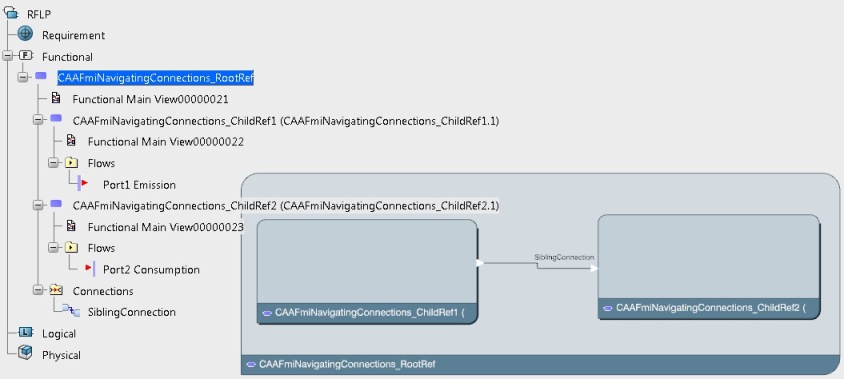 RFLP
Requirement
Functional
CAAFmiNavigatingConnections_RootRef
Functional Main View00000021
CAAFmiNavigatingConnections_ChildRef1 (CAAFmiNavigatingConnections_ChildRef1.1)
Functional Main View00000022
Flows
Port1 Emission
CAAFmiNavigatingConnections_ChildRef2 (CAAFmiNavigatingConnections_ChildRef2.1)
Functional Main View00000023
Flows
Port2 Consumption
Connections
SiblingConnection
Logical
Physical
SiblingConnection
CAAFmiNavigatingConnections_ChildRef1 (
CAAFmiNavigatingConnections_ChildRef2 (
CAAFmiNavigatingConnections_RootRef